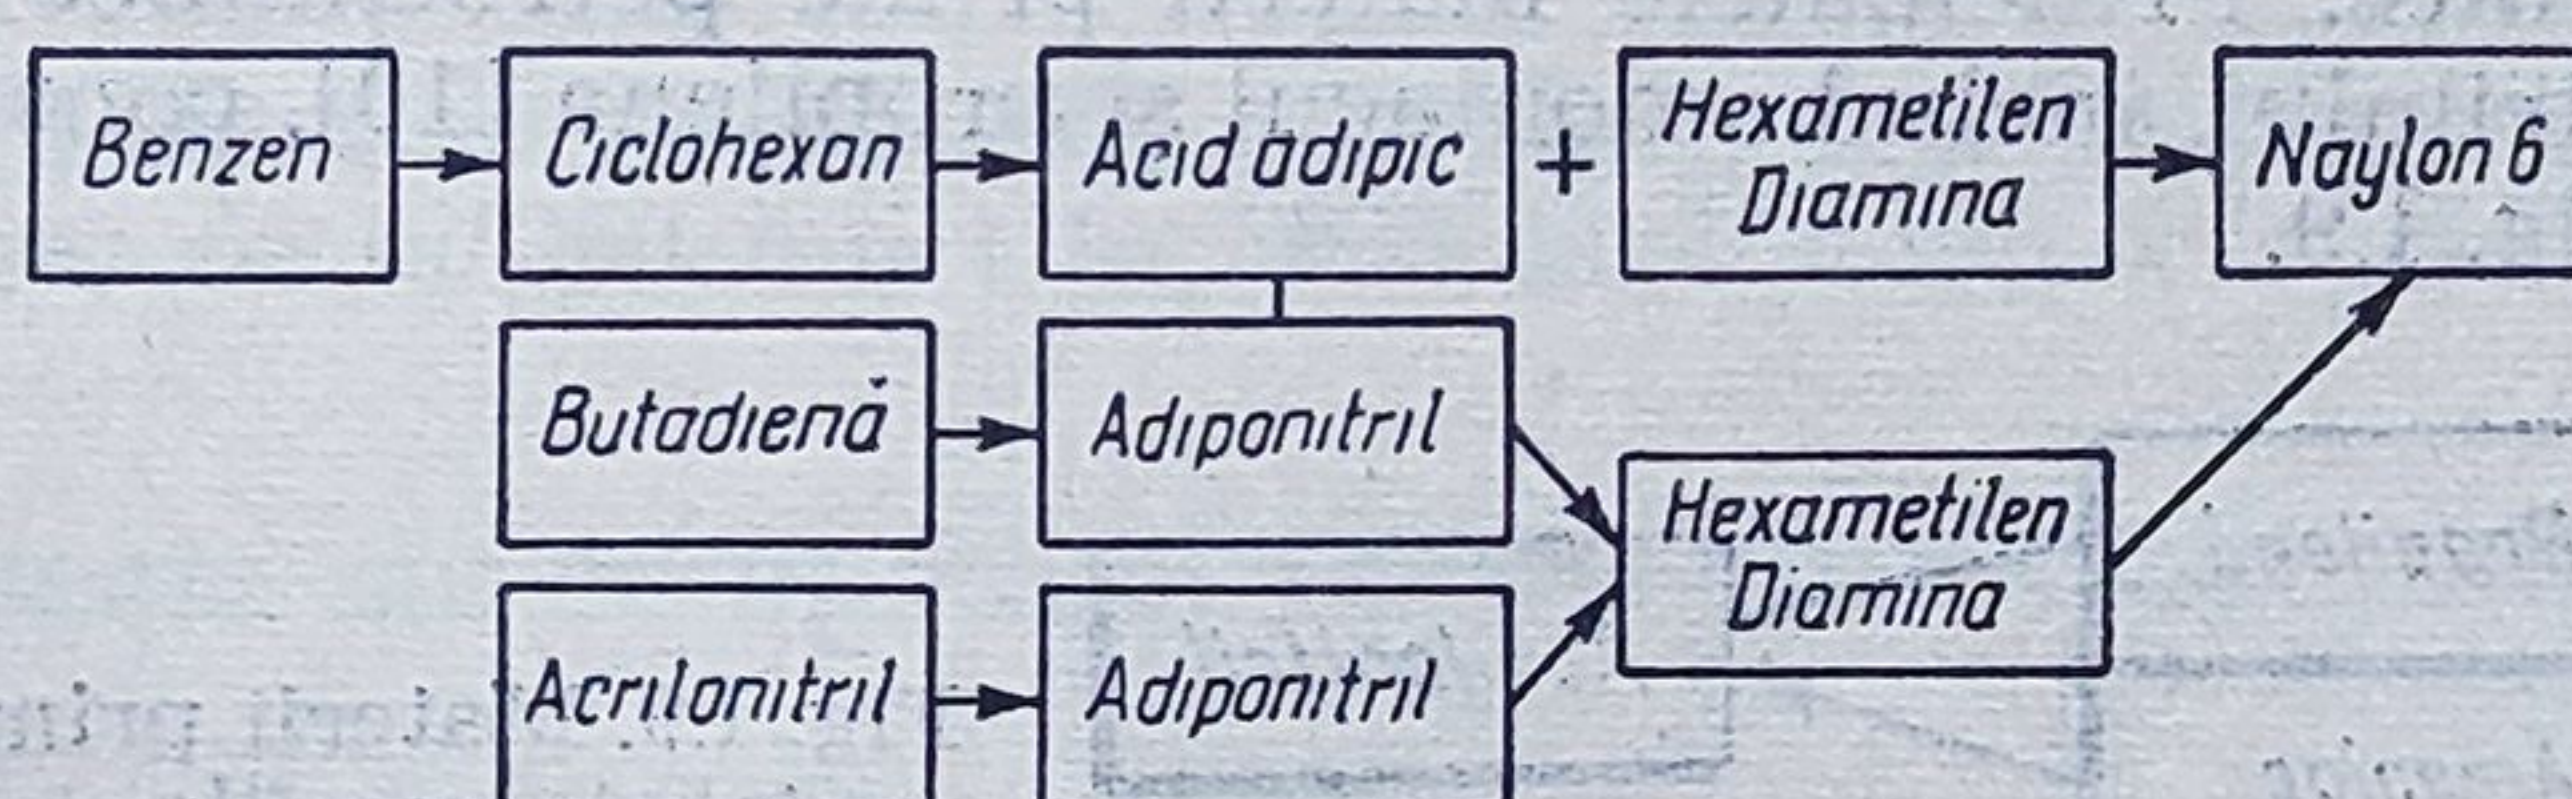 Benzen
Ciclohexan
Acid adipic
+
Hexametilen
Diamina
Naylon 6
Butadienă
Adiponitril
Hexametilen
Diamina
Acrilonitril
Adiponitril